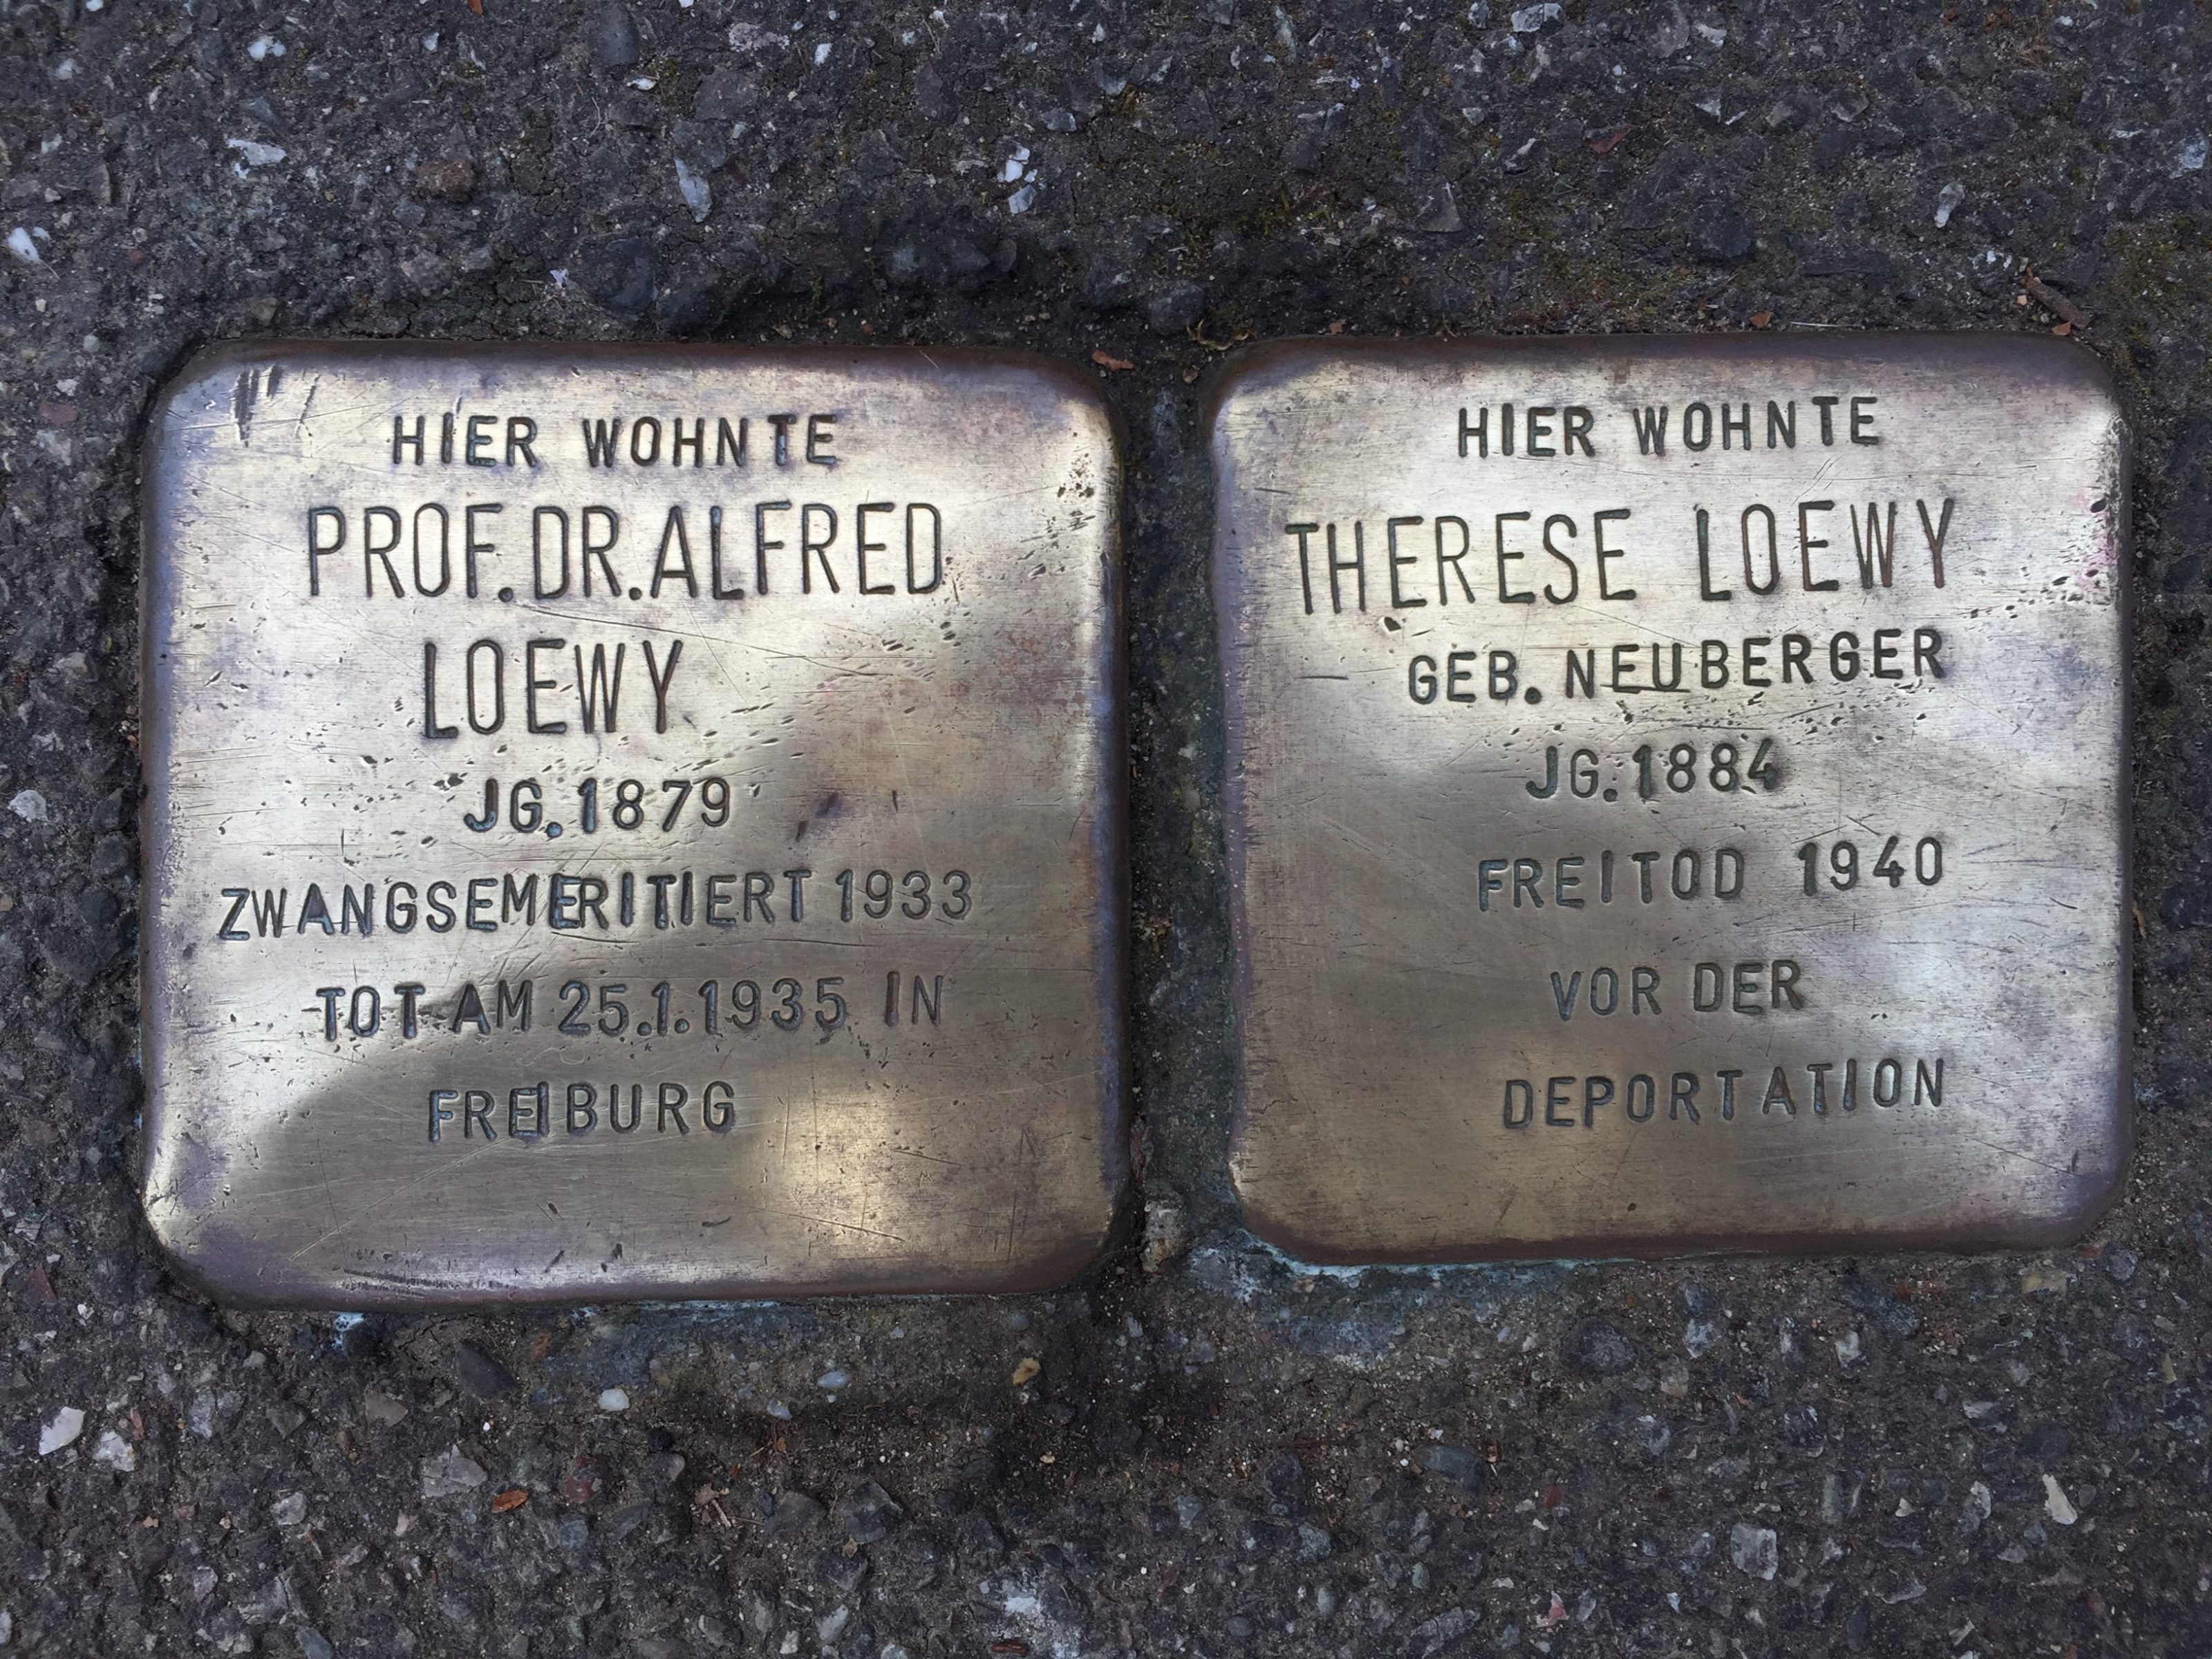 HIER WOHNTE
PROF.DR.ALFRED
LOEWY
JG.1879
ZWANGSEMERITIERT 1933
TOT AM 25.1.1935 IN
FREIBURG
HIER WOHNTE
THERESE LOEWY
GEB. NEUBERGER
JG.1884
FREITOD 1940
VOR DER
DEPORTATION